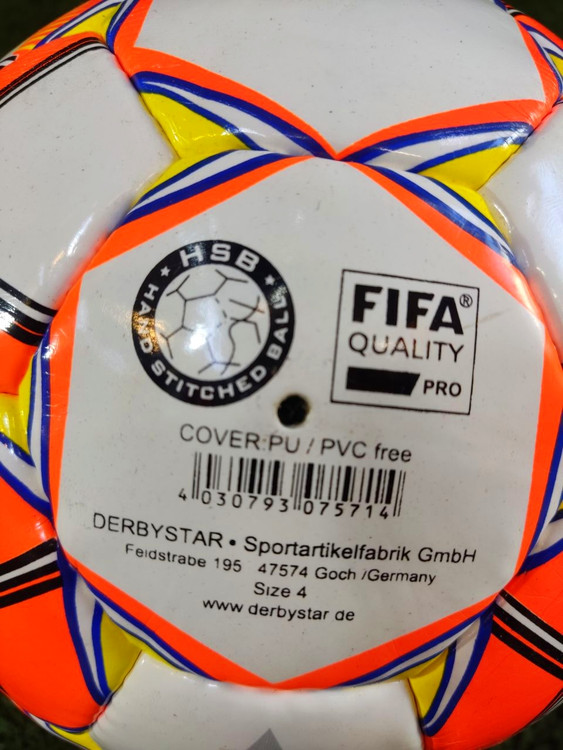 ★ HSB ★
HAND STITCHED BALL
FIFA®
QUALITY
PRO
COVER:PU / PVC free
4 030793 075714
DERBYSTAR • Sportartikelfabrik GmbH
Feldstrabe 195 47574 Goch /Germany
Size 4
www derbystar de